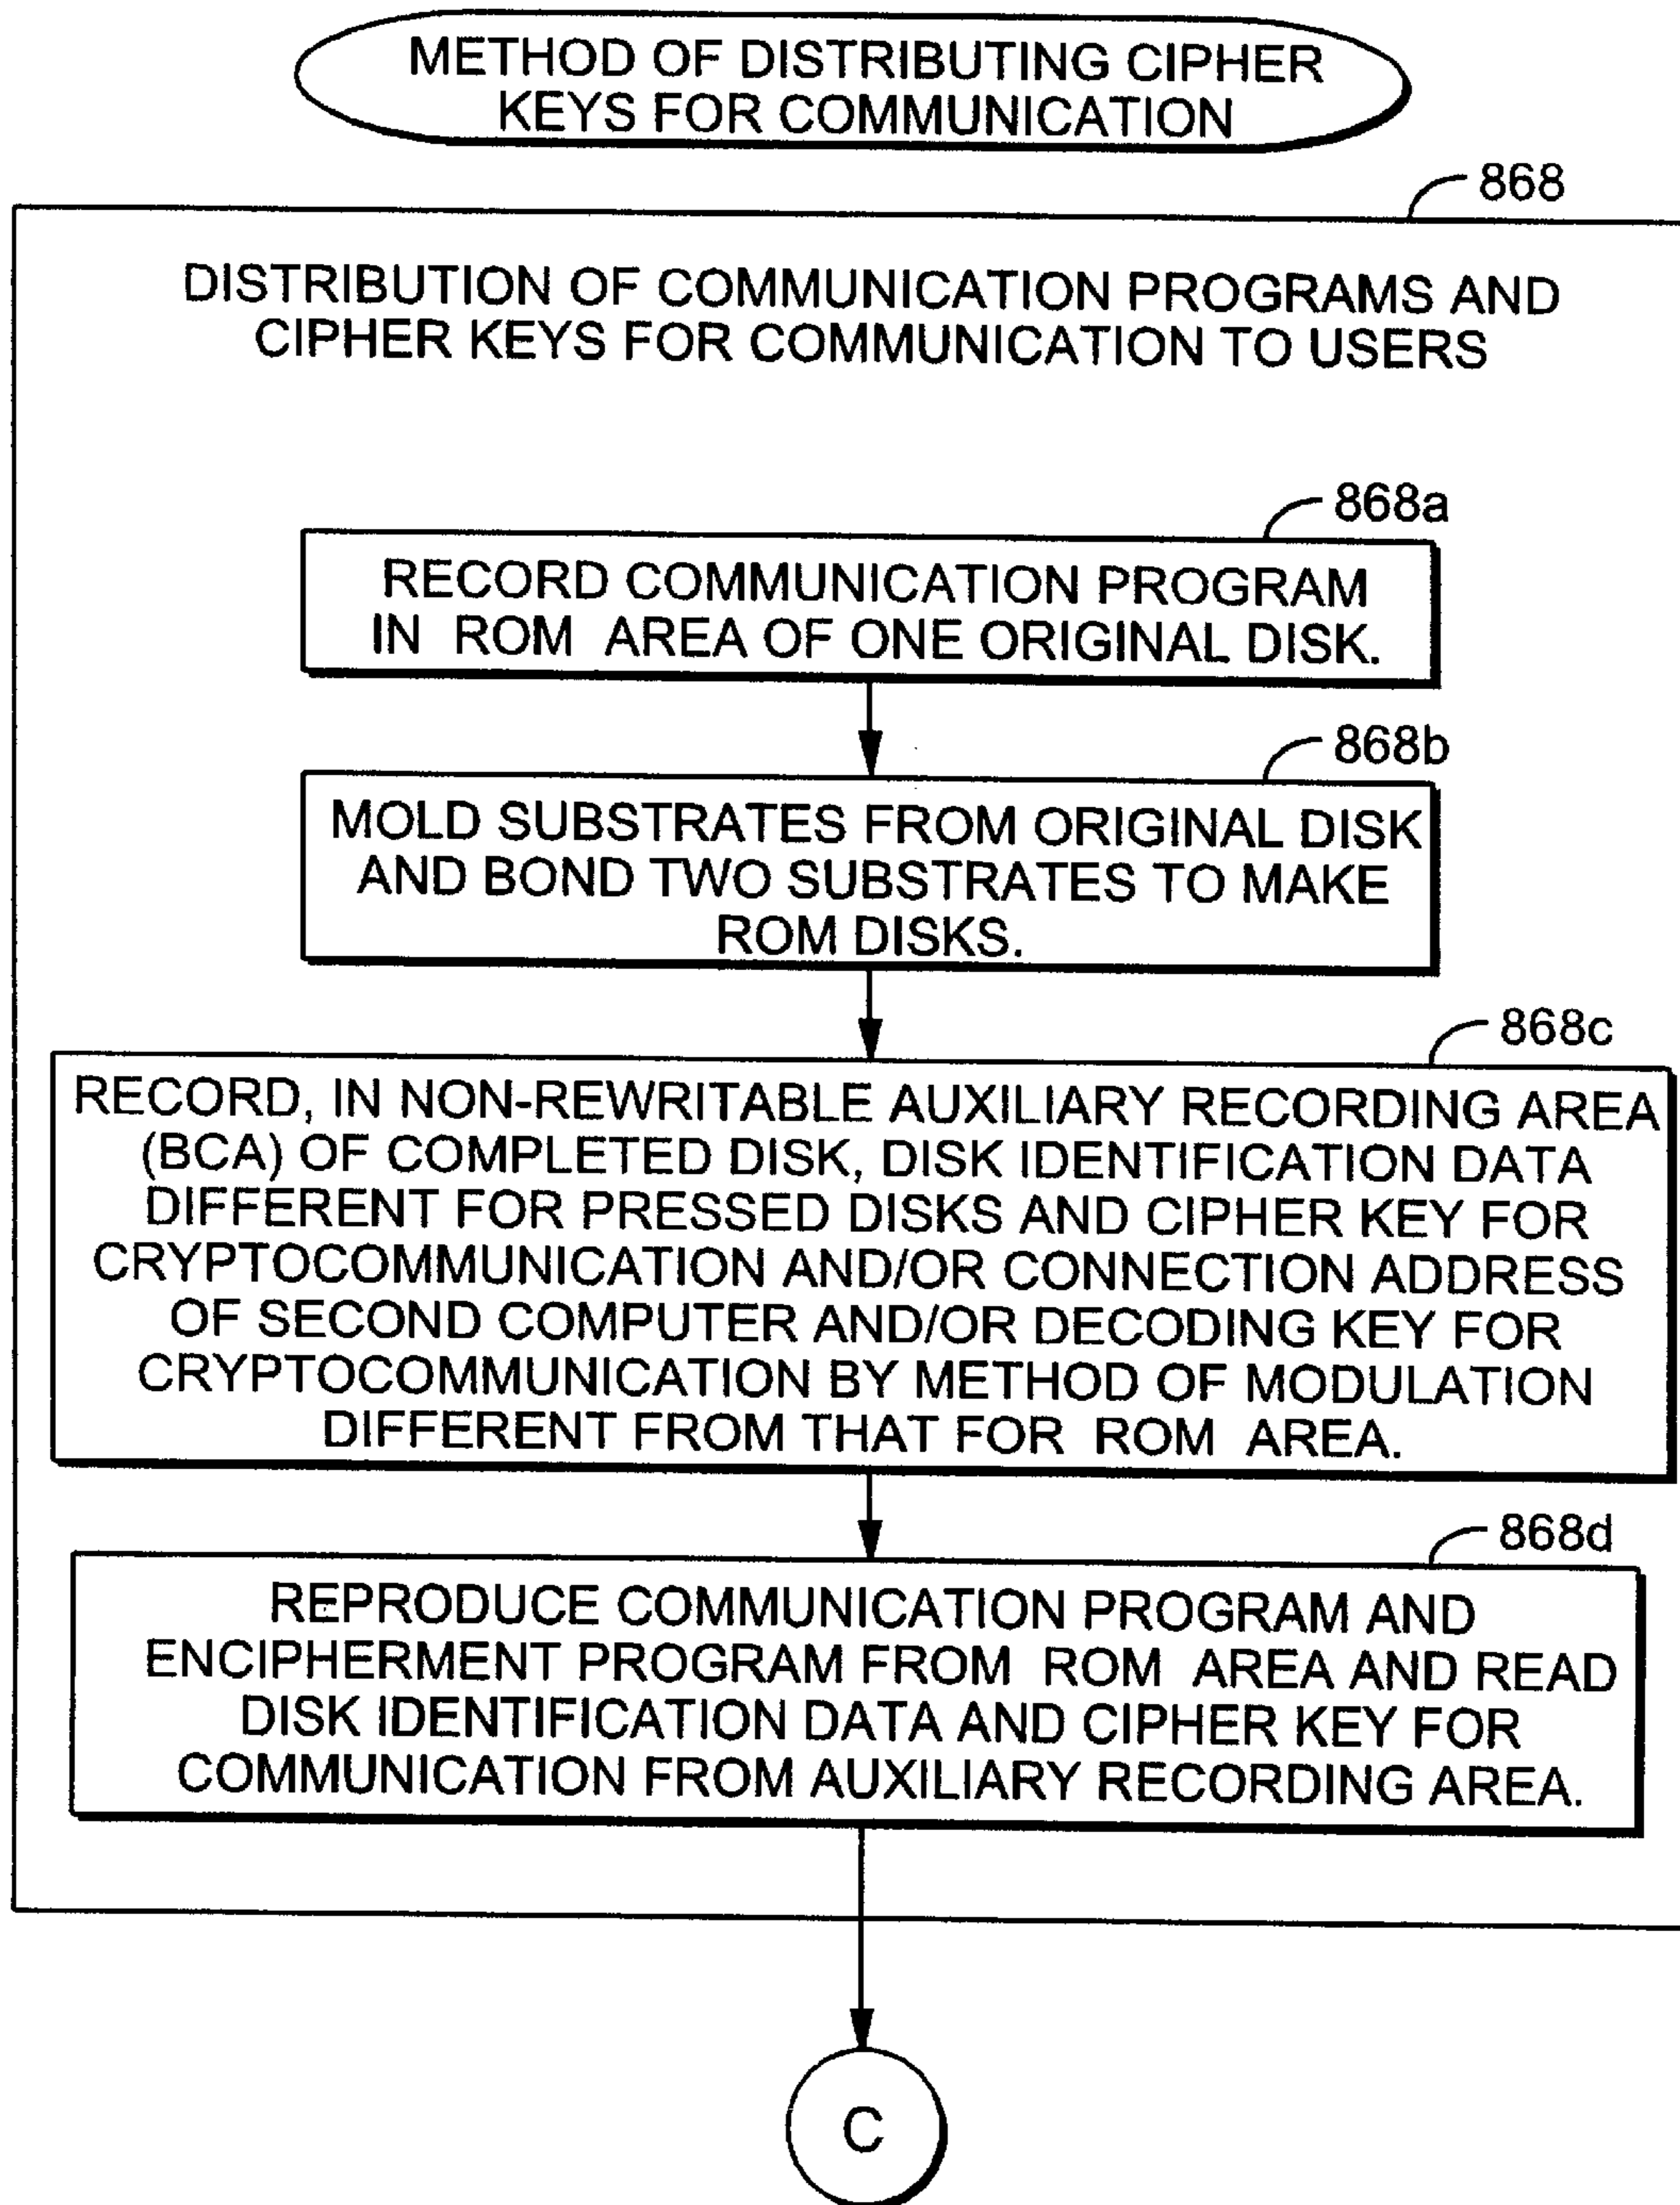 METHOD OF DISTRIBUTING CIPHER
KEYS FOR COMMUNICATION
868
DISTRIBUTION OF COMMUNICATION PROGRAMS AND
CIPHER KEYS FOR COMMUNICATION TO USERS
868a
RECORD COMMUNICATION PROGRAM
IN ROM AREA OF ONE ORIGINAL DISK.
868b
MOLD SUBSTRATES FROM ORIGINAL DISK
AND BOND TWO SUBSTRATES TO MAKE
ROM DISKS.
868c
RECORD, IN NON-REWRITABLE AUXILIARY RECORDING AREA
(BCA) OF COMPLETED DISK, DISK IDENTIFICATION DATA
DIFFERENT FOR PRESSED DISKS AND CIPHER KEY FOR
CRYPTOCOMMUNICATION AND/OR CONNECTION ADDRESS
OF SECOND COMPUTER AND/OR DECODING KEY FOR
CRYPTOCOMMUNICATION BY METHOD OF MODULATION
DIFFERENT FROM THAT FOR ROM AREA.
868d
REPRODUCE COMMUNICATION PROGRAM AND
ENCIPHERMENT PROGRAM FROM ROM AREA AND READ
DISK IDENTIFICATION DATA AND CIPHER KEY FOR
COMMUNICATION FROM AUXILIARY RECORDING AREA.
C